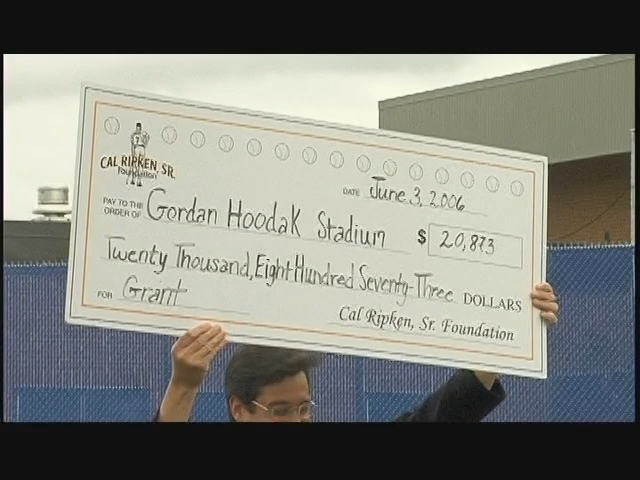 CAL RIPKEN, SR.
foundation
DATE June 3, 2006
PAY TO THE
ORDER OF Gordan Hoodak Stadium $ 20,873
Twenty Thousand, Eight Hundred Seventy-Three DOLLARS
FOR Grant
Cal Ripken, Sr. Foundation